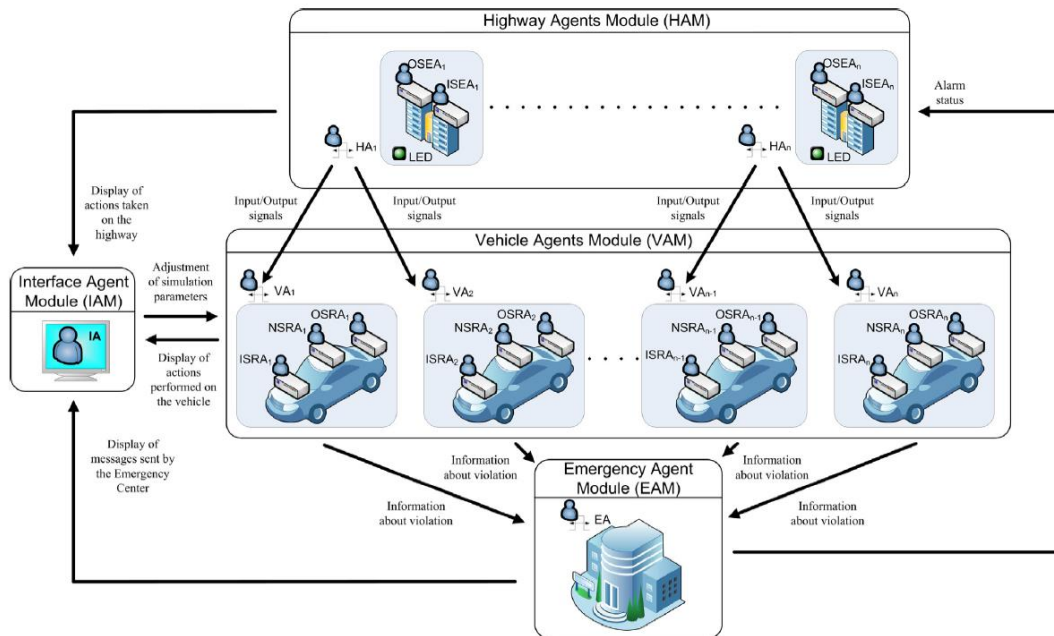 Highway Agents Module (HAM)
OSEA1
ISEA1
HA1
LED
OSEAn
ISEAn
HAn
LED
Alarm
status
Display of
actions taken
on the
highway
Input/Output
signals
Input/Output
signals
Input/Output
signals
Input/Output
signals
Vehicle Agents Module (VAM)
Interface Agent
Module (IAM)
IA
Adjustment
of simulation
parameters
Display of
actions
performed on
the vehicle
VA1
OSRA1
NSRA1
ISRA1
VA2
OSRA2
NSRA2
ISRA2
VAn-1
OSRAn-1
NSRAn-1
ISRAn-1
VAn
OSRAn
NSRAn
ISRAn
Display of
messages sent by
the Emergency
Center
Information
about violation
Information
about violation
Information
about violation
Information
about violation
Emergency Agent
Module (EAM)
EA